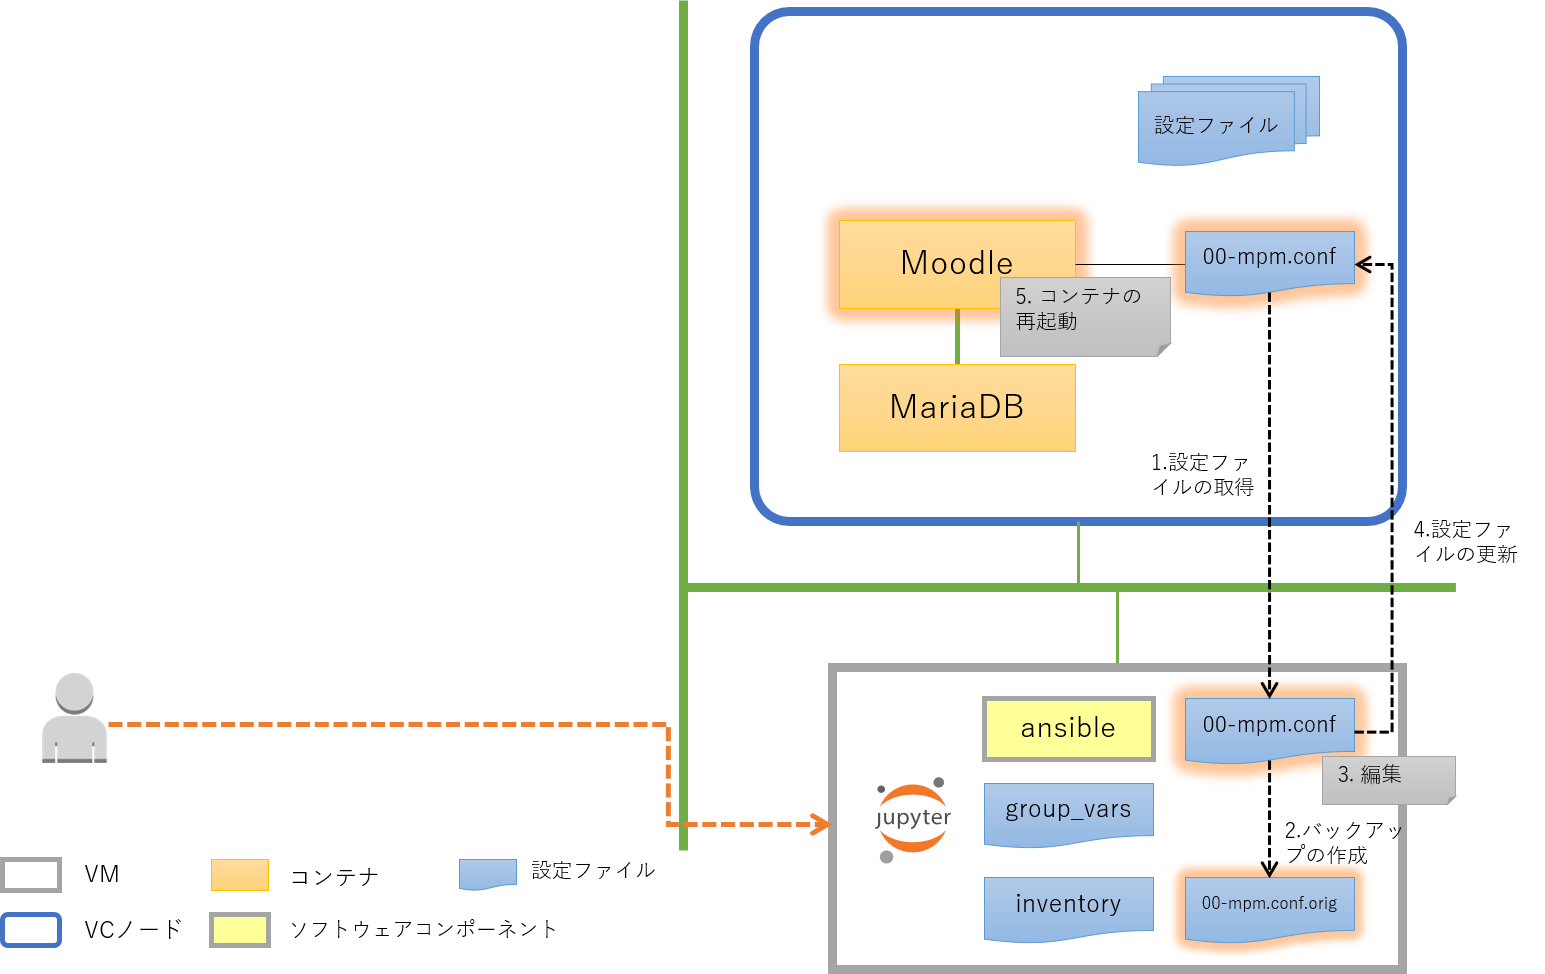 設定ファイル
Moodle
00-mpm.conf
5. コンテナの
再起動
MariaDB
1.設定ファ
イルの取得
4.設定ファ
イルの更新
ansible
00-mpm.conf
3. 編集
group_vars
jupyter
2.バックアッ
プの作成
inventory
00-mpm.conf.orig
VM
コンテナ
設定ファイル
VCノード
ソフトウェアコンポーネント